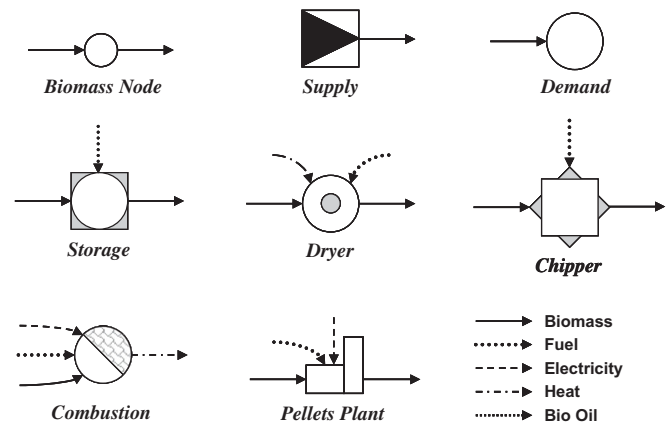 Biomass Node
Supply
Demand
Storage
Dryer
Chipper
Combustion
Pellets Plant
Biomass
Fuel
Electricity
Heat
Bio Oil